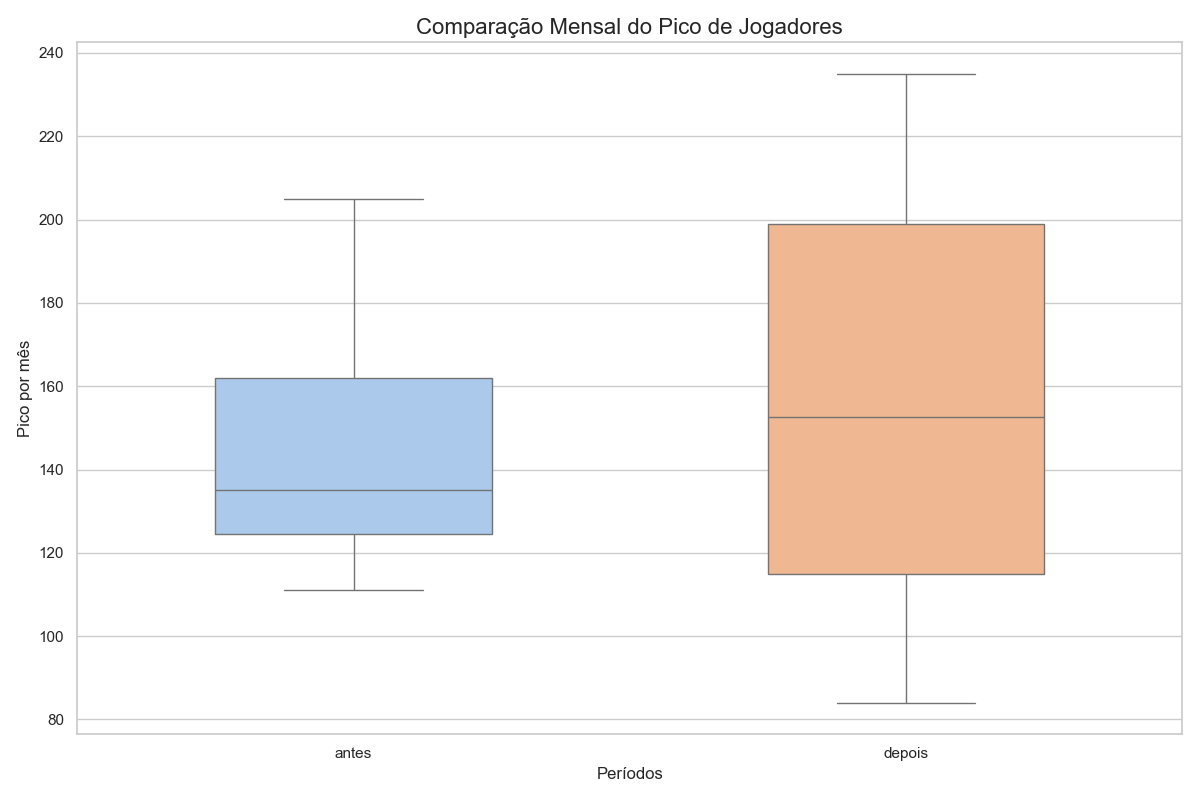 Comparação Mensal do Pico de Jogadores
240
220
200
180
160
140
120
100
80
Pico por mês
antes
depois
Períodos